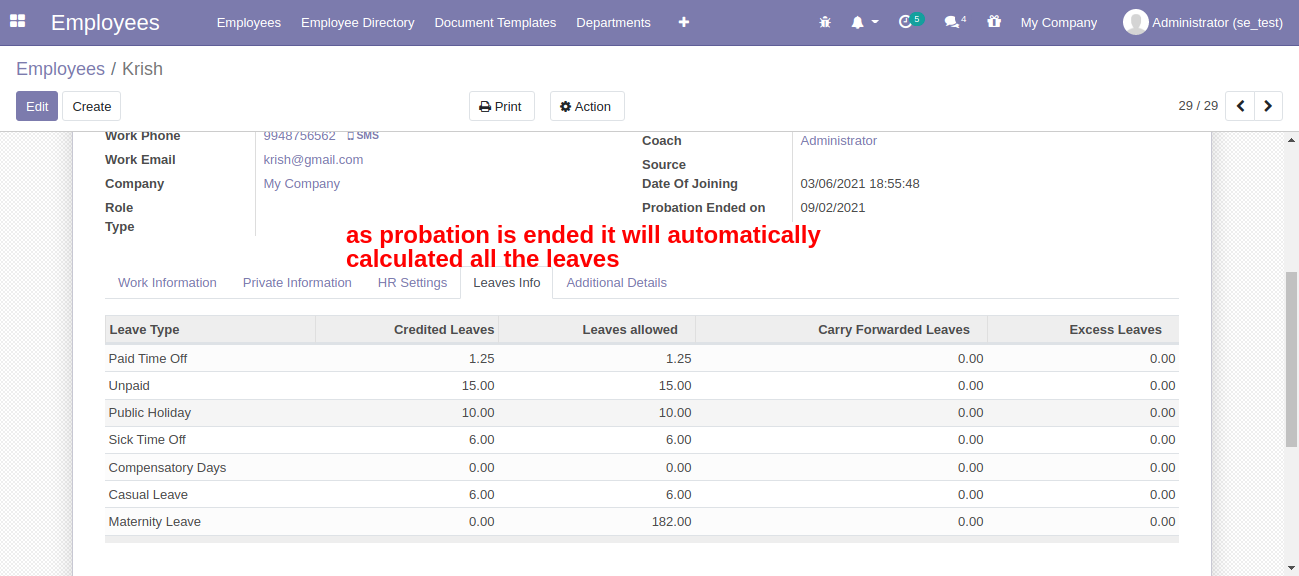 Employees Employees Employee Directory Document Templates Departments 5 4 My Company Administrator (se_test)
Employees / Krish
Edit Create Print Action 29 / 29
Work Phone 9948756562 SMS
Coach Administrator
Work Email krish@gmail.com
Source
Company My Company
Date Of Joining 03/06/2021 18:55:48
Role
Probation Ended on 09/02/2021
Type
as probation is ended it will automatically
calculated all the leaves
Work Information Private Information HR Settings Leaves Info Additional Details
Leave Type Credited Leaves Leaves allowed Carry Forwarded Leaves Excess Leaves
Paid Time Off 1.25 1.25 0.00 0.00
Unpaid 15.00 15.00 0.00 0.00
Public Holiday 10.00 10.00 0.00 0.00
Sick Time Off 6.00 6.00 0.00 0.00
Compensatory Days 0.00 0.00 0.00 0.00
Casual Leave 6.00 6.00 0.00 0.00
Maternity Leave 0.00 182.00 0.00 0.00